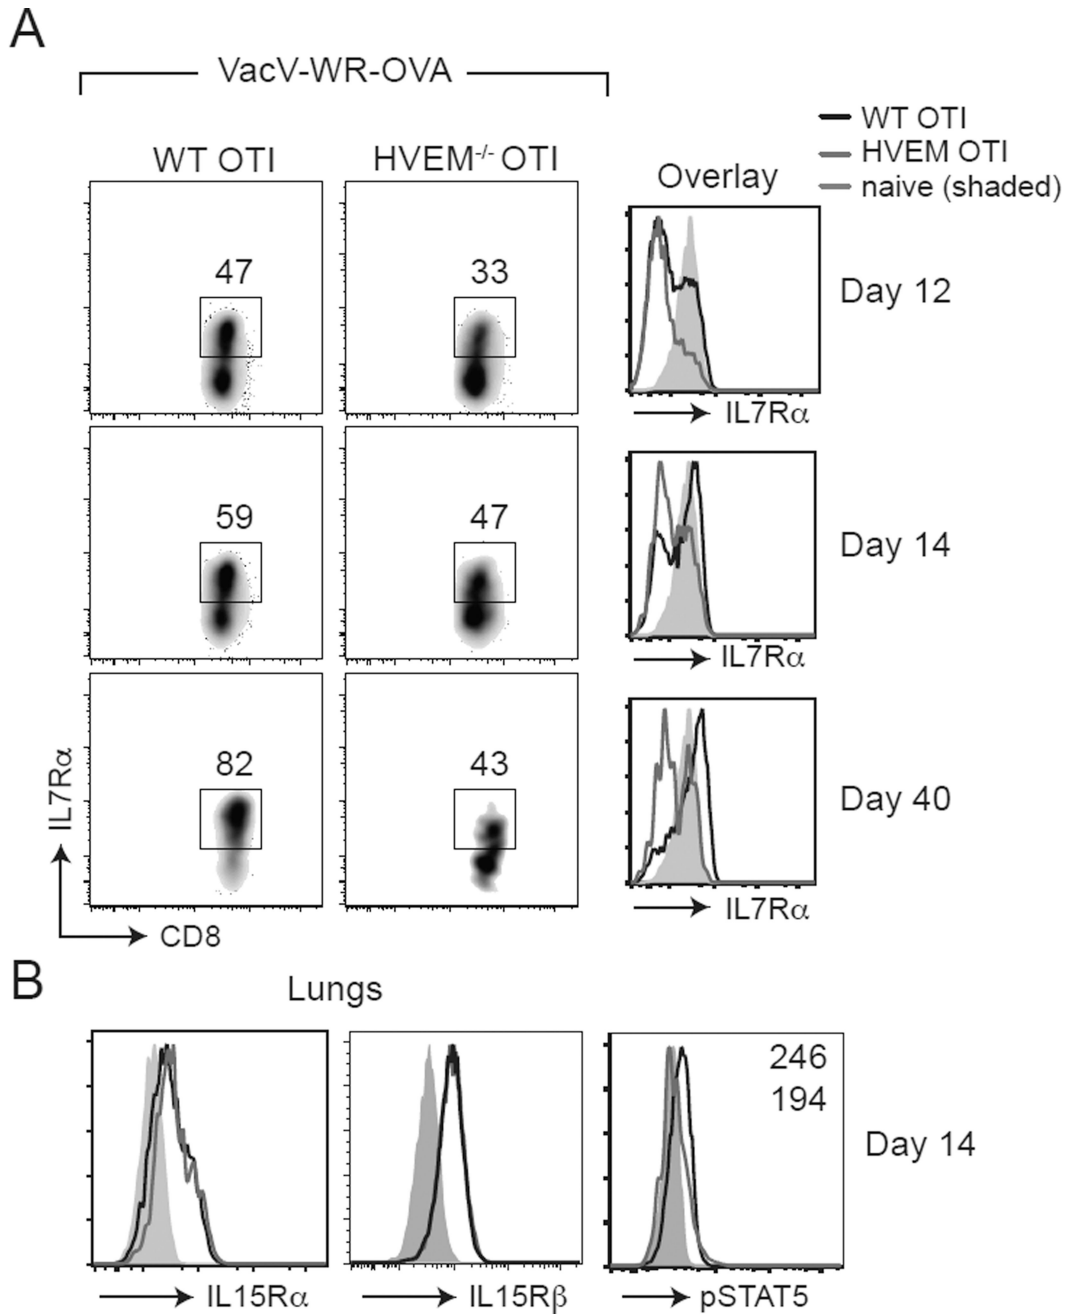 A
VacV-WR-OVA
WT OTI
HVEM-/- OTI
Overlay
WT OTI
HVEM OTI
naive (shaded)
47
33
Day 12
IL7Rα
59
47
Day 14
IL7Rα
82
43
Day 40
IL7Rα
IL7Rα
CD8
B
Lungs
246
194
Day 14
IL15Rα
IL15Rβ
pSTAT5